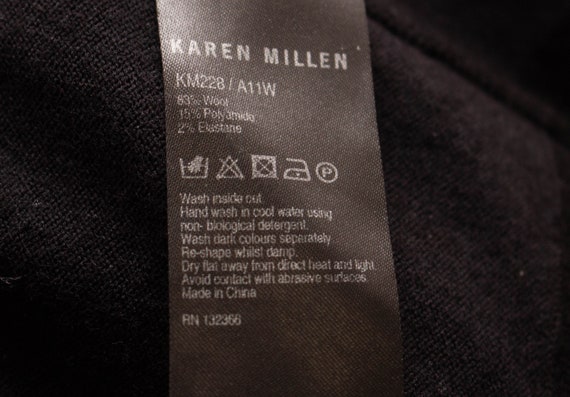 KAREN MILLEN
KM228 / A11W
83% Wool
15% Polyamide
2% Elastane
P
Wash inside out.
Hand wash in cool water using
non- biological detergent.
Wash dark colours separately
Re-shape whilst damp.
Dry flat away from direct heat and light.
Avoid contact with abrasive surfaces.
Made in China
RN 132366